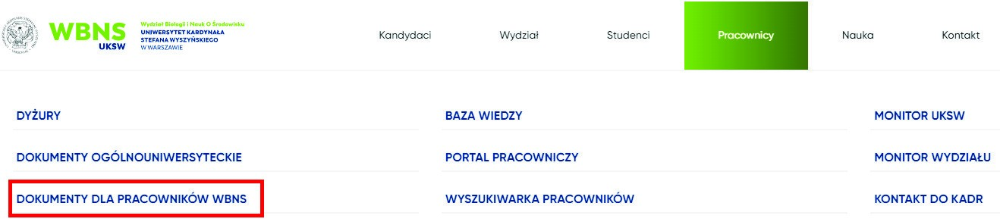 WBNS
UKSW
Wydział Biologii i Nauk O Środowisku
UNIWERSYTET KARDYNAŁA
STEFANA WYSZYŃSKIEGO
W WARSZAWIE
Kandydaci
Wydział
Studenci
Pracownicy
Nauka
Kontakt
DYŻURY
BAZA WIEDZY
MONITOR UKSW
DOKUMENTY OGÓLNOUNIWERSYTECKIE
PORTAL PRACOWNICZY
MONITOR WYDZIAŁU
DOKUMENTY DLA PRACOWNIKÓW WBNS
WYSZUKIWARKA PRACOWNIKÓW
KONTAKT DO KADR